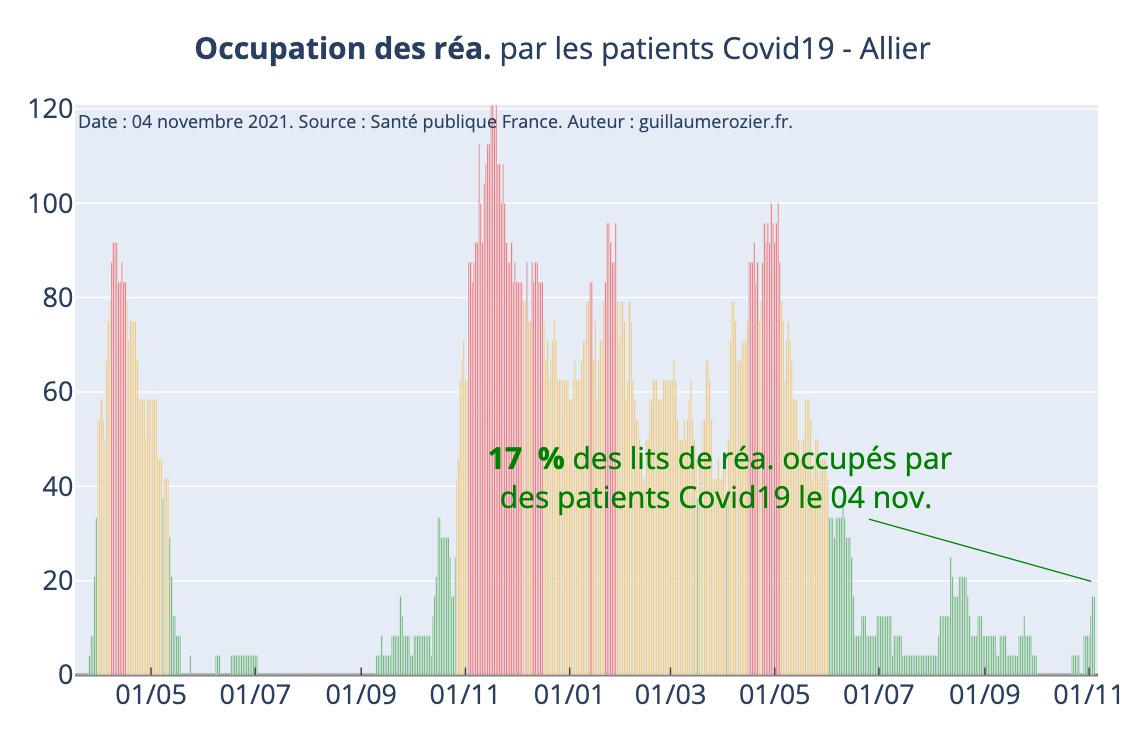 Occupation des réa. par les patients Covid19 - Allier
120
Date : 04 novembre 2021. Source : Santé publique France. Auteur : guillaumerozier.fr.
100
80
60
17 % des lits de réa. occupés par
des patients Covid19 le 04 nov.
40
20
0
01/05 01/07 01/09 01/11 01/01 01/03 01/05 01/07 01/09 01/11